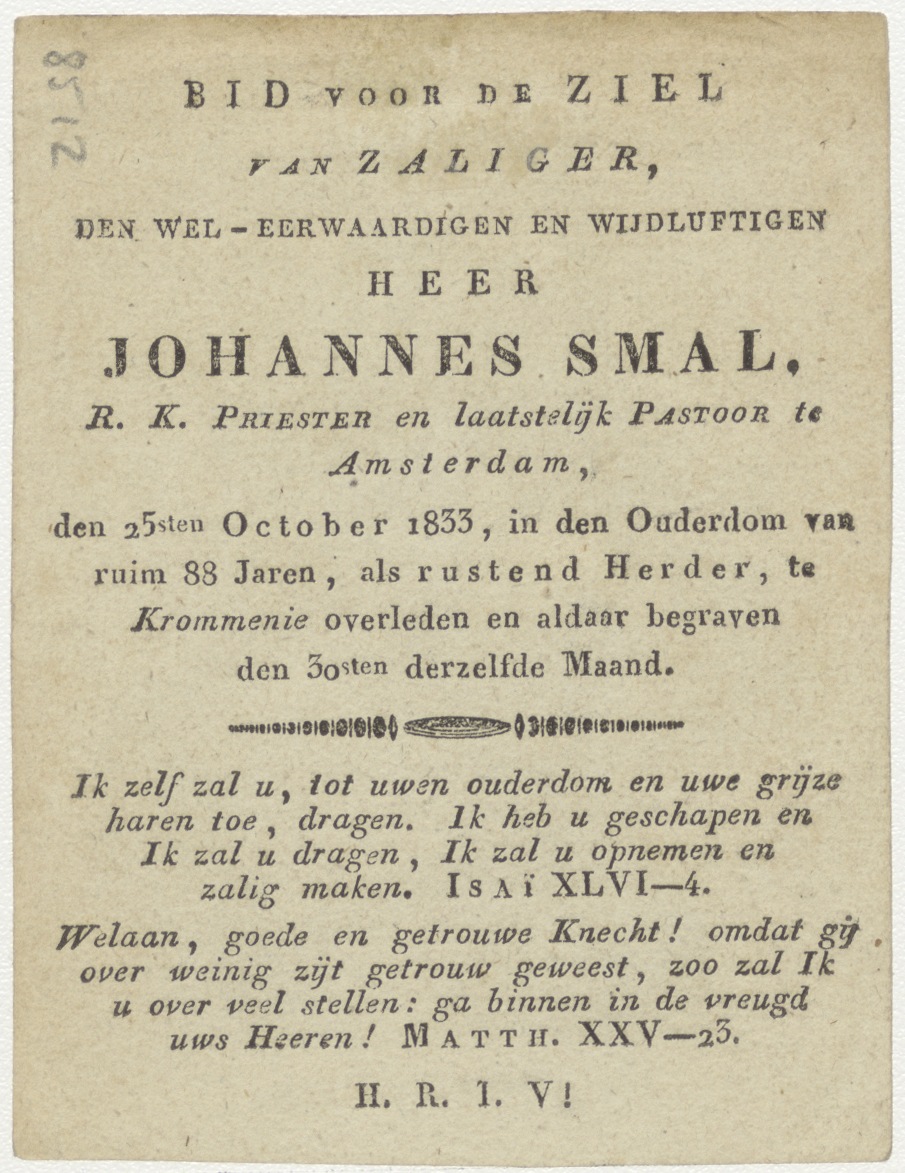 BID VOOR DE ZIEL
VAN ZALIGER,
DEN WEL-EERWAARDIGEN EN WIJDLUFTIGEN
HEER
JOHANNES SMAL,
R. K. PRIESTER en laatstelijk PASTOOR te
Amsterdam,
den 25sten October 1833, in den Ouderdom van
ruim 88 Jaren, als rustend Herder, te
Krommenie overleden en aldaar begraven
den 30sten derzelfde Maand.
Ik zelf zal u, tot uwen ouderdom en uwe grijze
haren toe, dragen. Ik heb u geschapen en
Ik zal u dragen, Ik zal u opnemen en
zalig maken. ISAÏ XLVI—4.
Welaan, goede en getrouwe Knecht! omdat gij
over weinig zijt getrouw geweest, zoo zal Ik
u over veel stellen: ga binnen in de vreugd
uws Heeren! MATTH. XXV—23.
H. R. I. V!